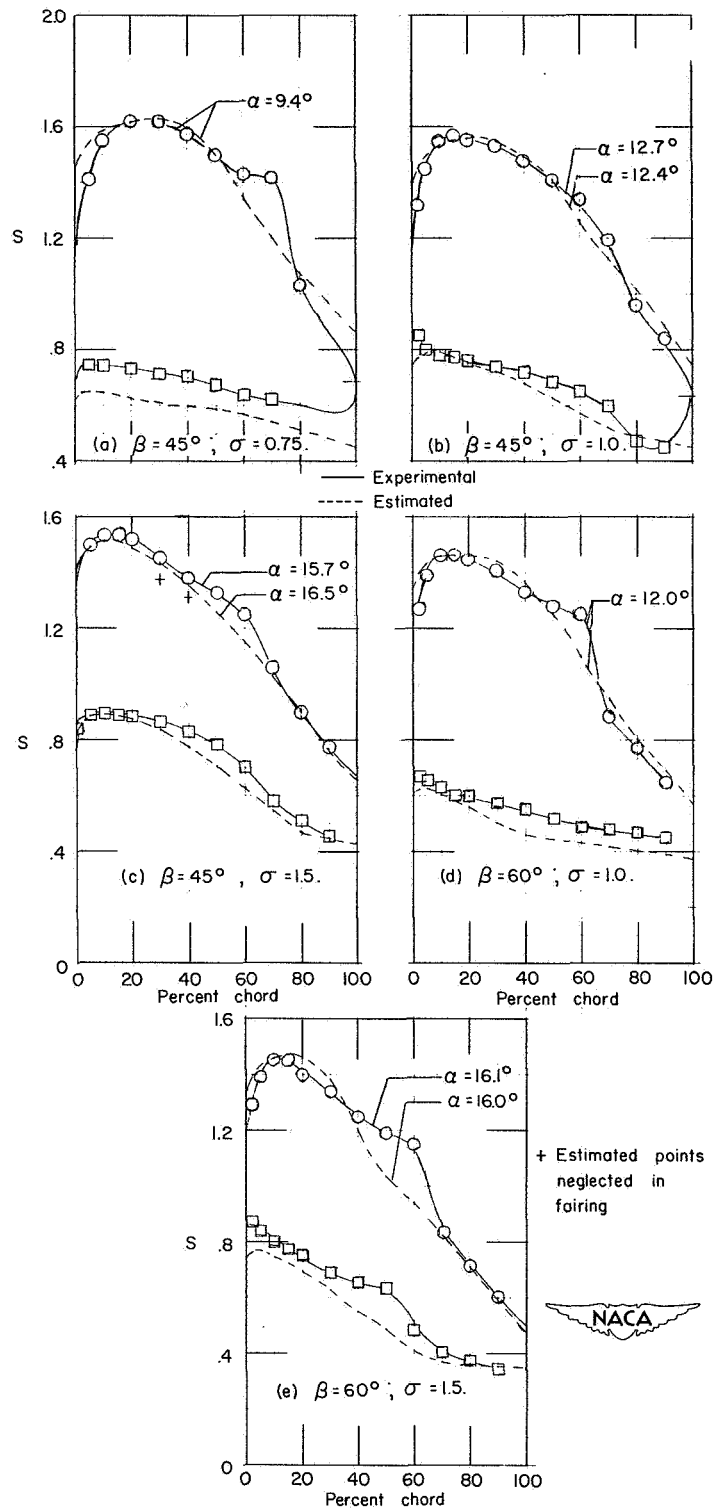 2.0
1.6
1.2
.8
.4
S
α = 9.4°
(a) β = 45° ; σ = 0.75.
α = 12.7°
α = 12.4°
(b) β = 45° ; σ = 1.0.
Experimental
Estimated
1.6
1.2
.8
.4
0
S
α = 15.7°
α = 16.5°
(c) β = 45° , σ = 1.5.
0 20 40 60 80 100
Percent chord
α = 12.0°
(d) β = 60° ; σ = 1.0.
0 20 40 60 80 100
Percent chord
1.6
1.2
.8
.4
0
S
α = 16.1°
α = 16.0°
(e) β = 60° ; σ = 1.5.
0 20 40 60 80 100
Percent chord
+ Estimated points
neglected in
fairing
NACA